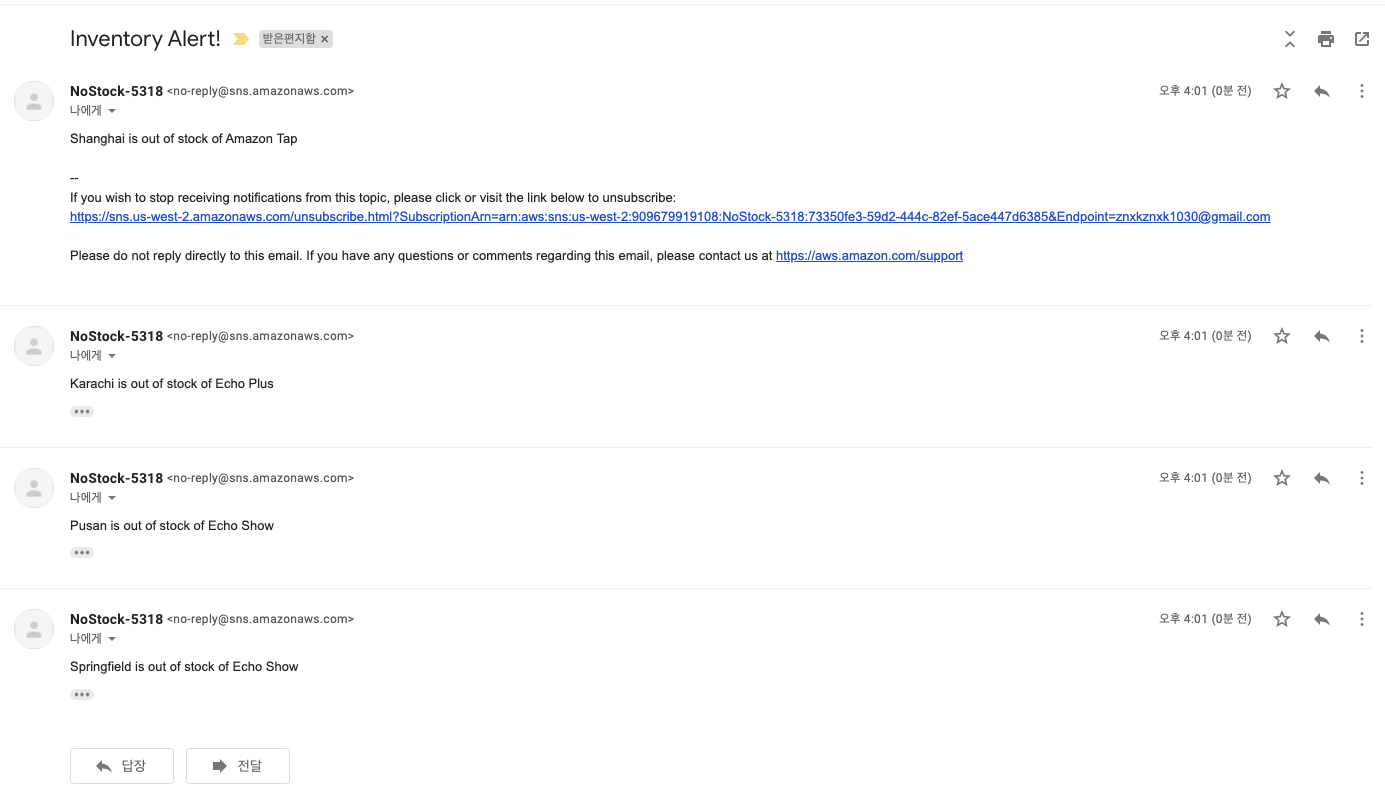 Inventory Alert!
받은편지함 ×
NoStock-5318 <no-reply@sns.amazonaws.com>
오후 4:01 (0분 전)
나에게
Shanghai is out of stock of Amazon Tap
--
If you wish to stop receiving notifications from this topic, please click or visit the link below to unsubscribe:
https://sns.us-west-2.amazonaws.com/unsubscribe.html?SubscriptionArn=arn:aws:sns:us-west-2:909679919108:NoStock-5318:73350fe3-59d2-444c-82ef-5ace447d6385&Endpoint=znxkznxk1030@gmail.com
Please do not reply directly to this email. If you have any questions or comments regarding this email, please contact us at https://aws.amazon.com/support
NoStock-5318 <no-reply@sns.amazonaws.com>
오후 4:01 (0분 전)
나에게
Karachi is out of stock of Echo Plus
NoStock-5318 <no-reply@sns.amazonaws.com>
오후 4:01 (0분 전)
나에게
Pusan is out of stock of Echo Show
NoStock-5318 <no-reply@sns.amazonaws.com>
오후 4:01 (0분 전)
나에게
Springfield is out of stock of Echo Show
답장
전달